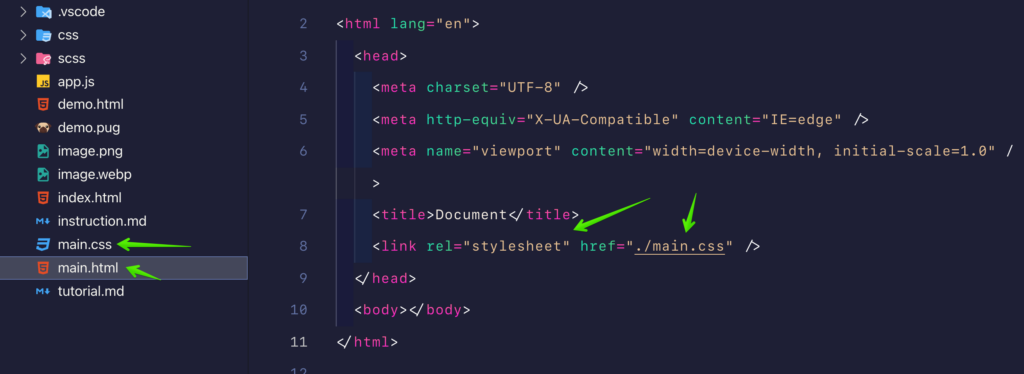 .vscode
css
scss
app.js
demo.html
demo.pug
image.png
image.webp
index.html
instruction.md
main.css
main.html
tutorial.md
2 <html lang="en">
3 <head>
4 <meta charset="UTF-8" />
5 <meta http-equiv="X-UA-Compatible" content="IE=edge" />
6 <meta name="viewport" content="width=device-width, initial-scale=1.0" /
>
7 <title>Document</title>
8 <link rel="stylesheet" href="./main.css" />
9 </head>
10 <body></body>
11 </html>
12